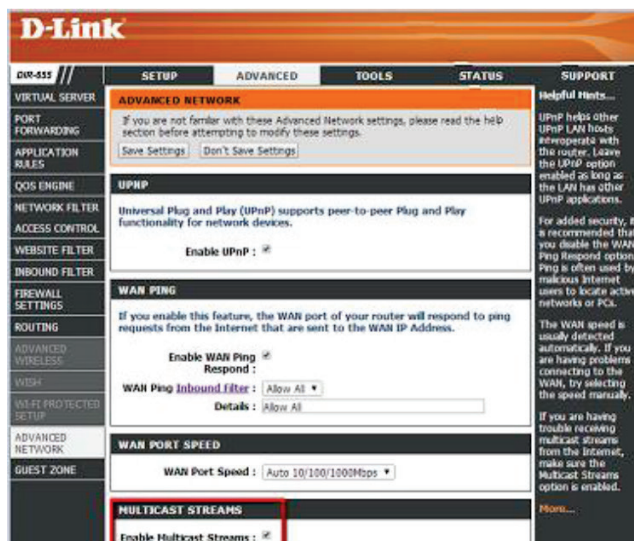 D-Link
DIR-655
SETUP
ADVANCED
TOOLS
STATUS
SUPPORT
VIRTUAL SERVER
PORT
FORWARDING
APPLICATION
RULES
QOS ENGINE
NETWORK FILTER
ACCESS CONTROL
WEBSITE FILTER
INBOUND FILTER
FIREWALL
SETTINGS
ROUTING
ADVANCED
WIRELESS
WISH
WI-FI PROTECTED
SETUP
ADVANCED
NETWORK
GUEST ZONE
ADVANCED NETWORK
If you are not familiar with these Advanced Network settings, please read the help
section before attempting to modify these settings.
Save Settings
Don't Save Settings
UPNP
Universal Plug and Play (UPnP) supports peer-to-peer Plug and Play
functionality for network devices.
Enable UPnP :
WAN PING
If you enable this feature, the WAN port of your router will respond to ping
requests from the Internet that are sent to the WAN IP Address.
Enable WAN Ping
Respond :
WAN Ping Inbound Filter : Allow All
Details : Allow All
WAN PORT SPEED
WAN Port Speed : Auto 10/100/1000Mbps
MULTICAST STREAMS
Enable Multicast Streams :
Helpful Hints...
UPnP helps other
UPnP LAN hosts
interoperate with
the router. Leave
the UPnP option
enabled as long as
the LAN has other
UPnP applications.
For added security, it
is recommended that
you disable the WAN
Ping Respond option.
Ping is often used by
malicious Internet
users to locate active
networks or PCs.
The WAN speed is
usually detected
automatically. If you
are having problems
connecting to the
WAN, try selecting
the speed manually.
If you are having
trouble receiving
multicast streams
from the Internet,
make sure the
Multicast Streams
option is enabled.
More...